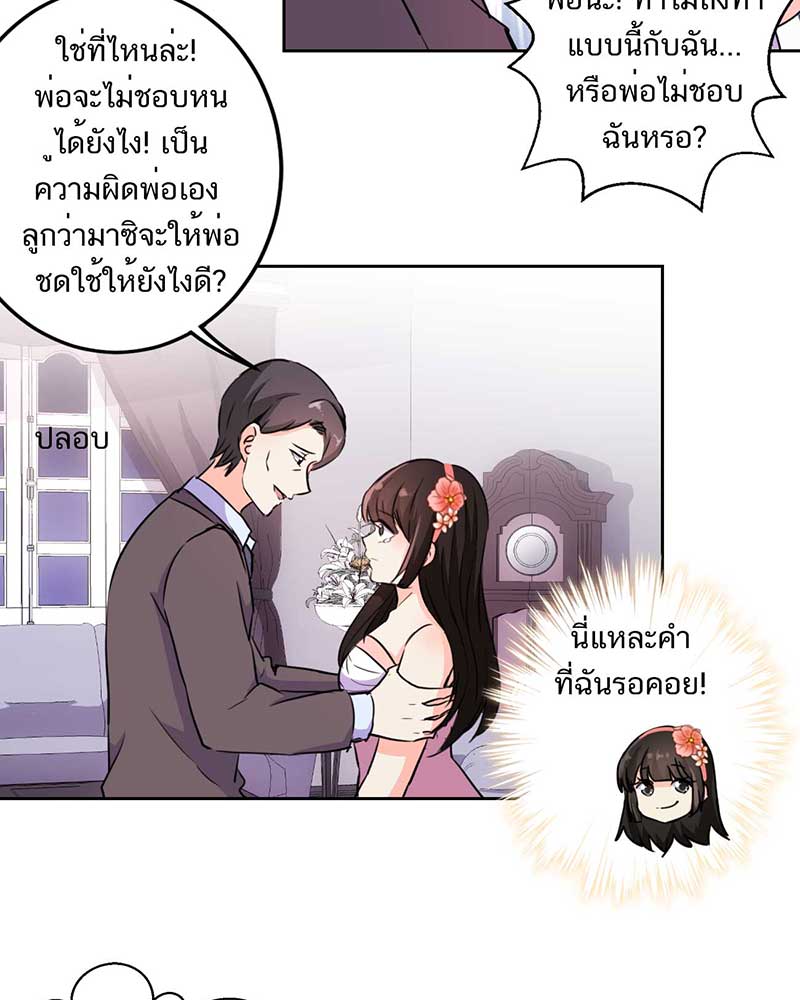 แบบนี้กับฉัน...
หรือพ่อไม่ชอบ
ฉันหรอ?
ใช่ที่ไหนล่ะ!
พ่อจะไม่ชอบหน
ูได้ยังไง! เป็น
ความผิดพ่อเอง
ลูกว่ามาซิจะให้พ่อ
ชดใช้ให้ยังไงดี?
ปลอบ
นี่แหละคำ
ที่ฉันรอคอย!